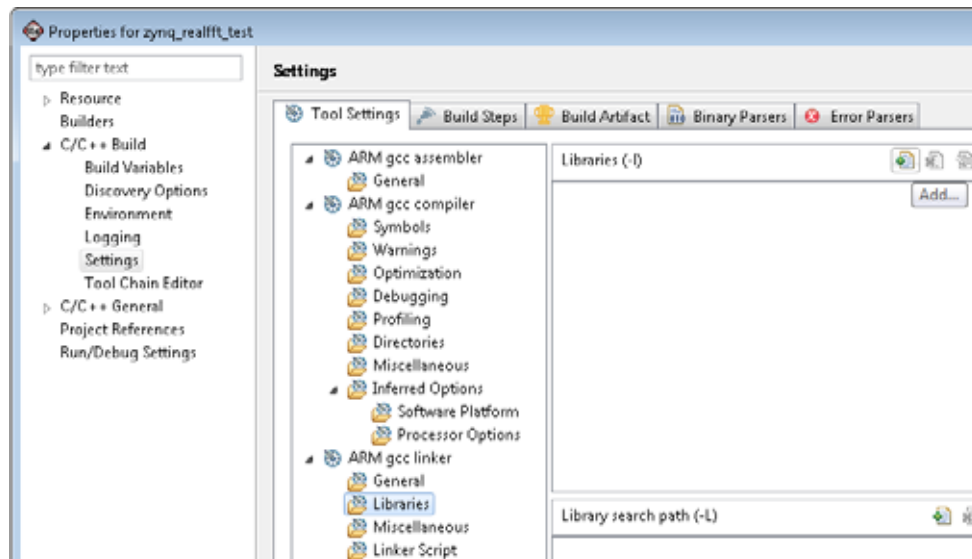 Properties for zynq_realfft_test
type filter text
Resource
Builders
C/C++ Build
Build Variables
Discovery Options
Environment
Logging
Settings
Tool Chain Editor
C/C++ General
Project References
Run/Debug Settings
Settings
Tool Settings
Build Steps
Build Artifact
Binary Parsers
Error Parsers
ARM gcc assembler
General
ARM gcc compiler
Symbols
Warnings
Optimization
Debugging
Profiling
Directories
Miscellaneous
Inferred Options
Software Platform
Processor Options
ARM gcc linker
General
Libraries
Miscellaneous
Linker Script
Libraries (-l)
Add...
Library search path (-L)